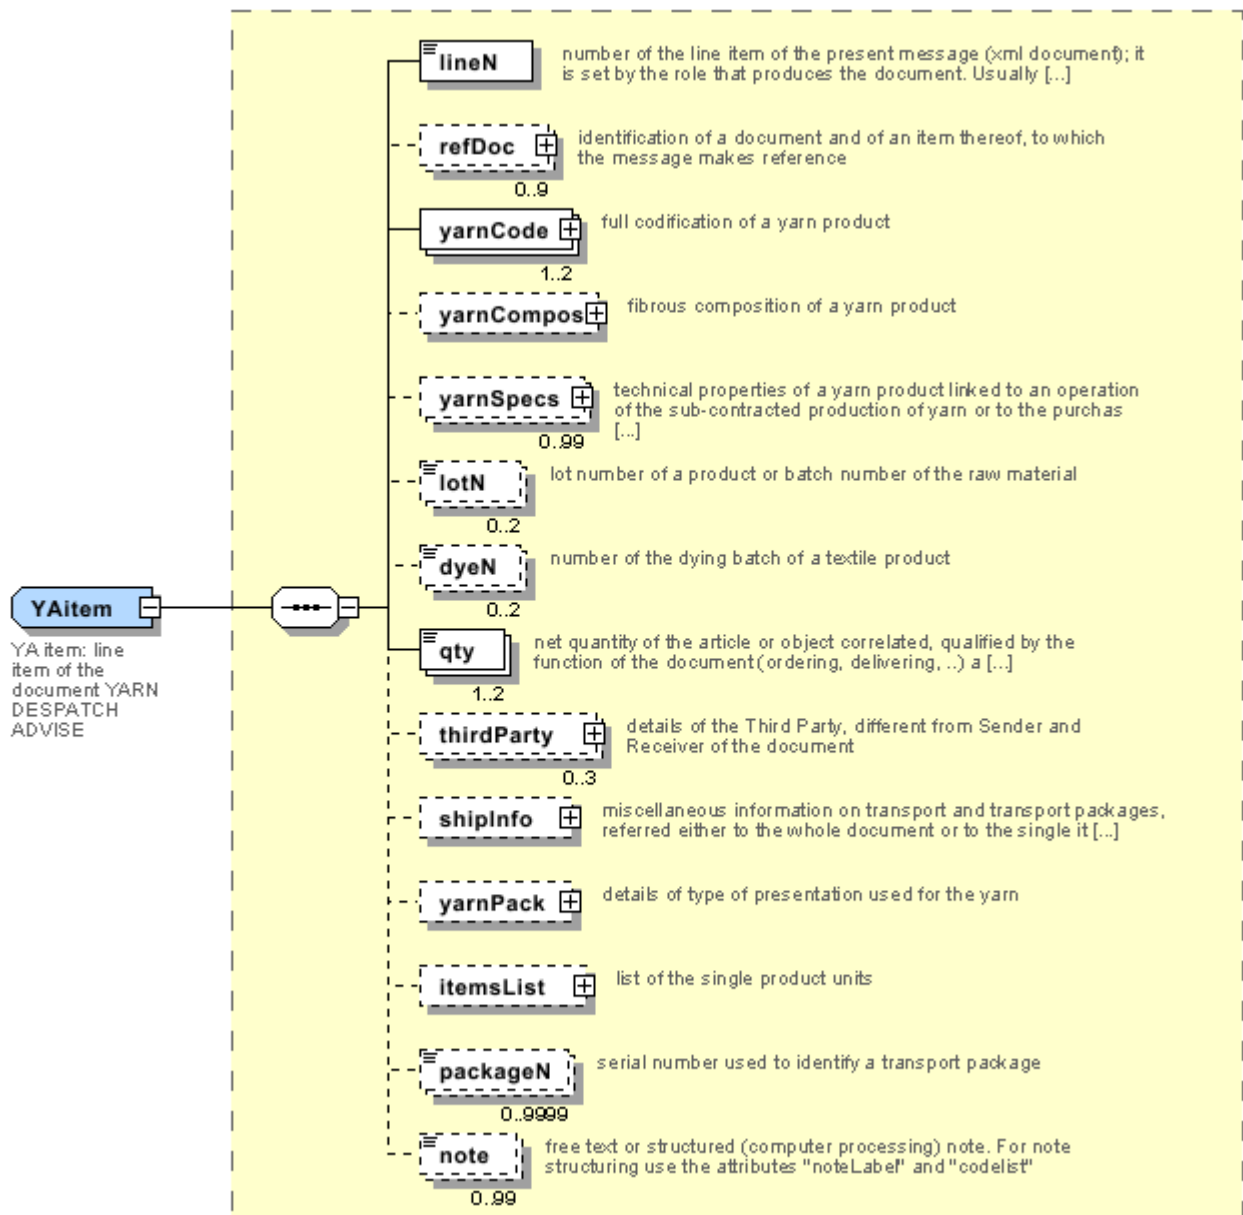 lineN
number of the line item of the present message (xml document); it
is set by the role that produces the document. Usually [...]
refDoc
identification of a document and of an item thereof, to which
the message makes reference
0..9
yarnCode
full codification of a yarn product
1..2
yarnCompos
fibrous composition of a yarn product
yarnSpecs
technical properties of a yarn product linked to an operation
of the sub-contracted production of yarn or to the purchas
[...]
0..99
lotN
lot number of a product or batch number of the raw material
0..2
dyeN
number of the dying batch of a textile product
0..2
YAitem
YA item: line
item of the
document YARN
DESPATCH
ADVISE
qty
net quantity of the article or object correlated, qualified by the
function of the document (ordering, delivering, ..) a [...]
1..2
thirdParty
details of the Third Party, different from Sender and
Receiver of the document
0..3
shipInfo
miscellaneous information on transport and transport packages,
referred either to the whole document or to the single it [...]
yarnPack
details of type of presentation used for the yarn
itemsList
list of the single product units
packageN
serial number used to identify a transport package
0..9999
note
free text or structured (computer processing) note. For note
structuring use the attributes "noteLabel" and "codelist"
0..99